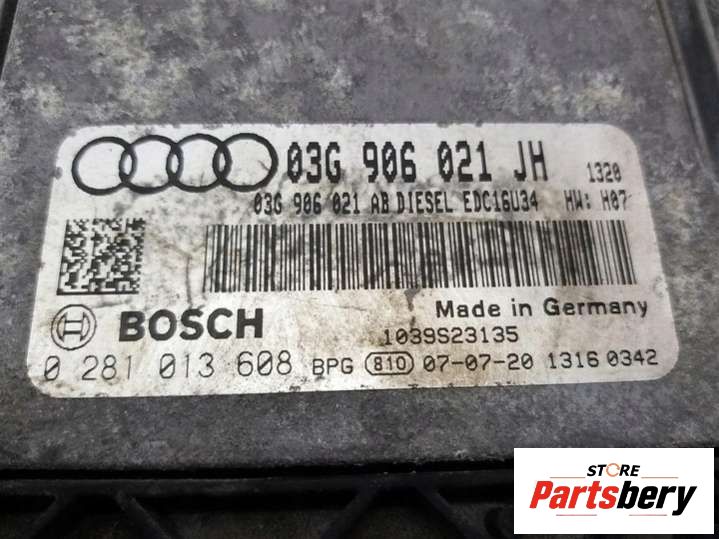 03G 906 021 JH 1320
03G 906 021 AB DIESEL EDC16U34 HW: H07
Made in Germany
BOSCH
1039S23135
0 281 013 608 BPG 810 07-07-20 1316 0342
STORE
Partsbery